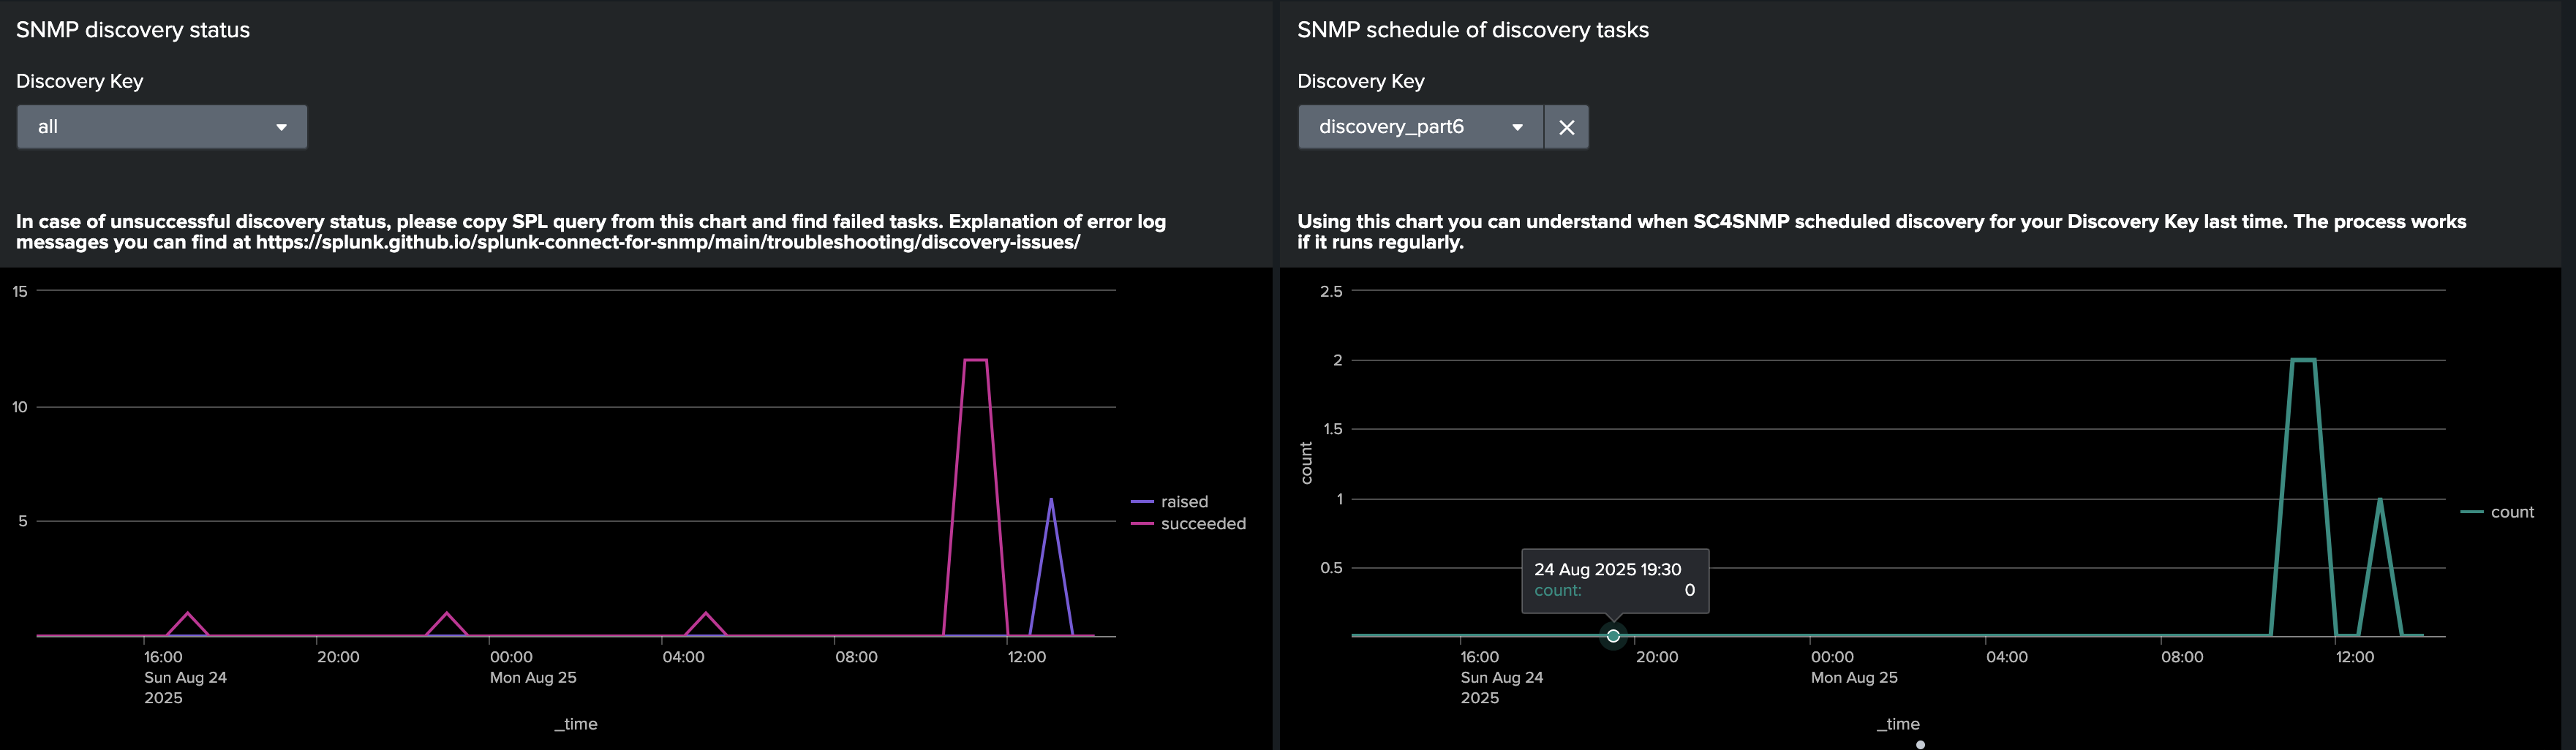 SNMP discovery status
Discovery Key
all
In case of unsuccessful discovery status, please copy SPL query from this chart and find failed tasks. Explanation of error log
messages you can find at https://splunk.github.io/splunk-connect-for-snmp/main/troubleshooting/discovery-issues/
15
10
5
raised
succeeded
16:00
Sun Aug 24
2025
20:00
00:00
Mon Aug 25
04:00
08:00
12:00
_time
SNMP schedule of discovery tasks
Discovery Key
discovery_part6
Using this chart you can understand when SC4SNMP scheduled discovery for your Discovery Key last time. The process works
if it runs regularly.
2.5
2
1.5
1
0.5
count
24 Aug 2025 19:30
count: 0
count
16:00
Sun Aug 24
2025
20:00
00:00
Mon Aug 25
04:00
08:00
12:00
_time